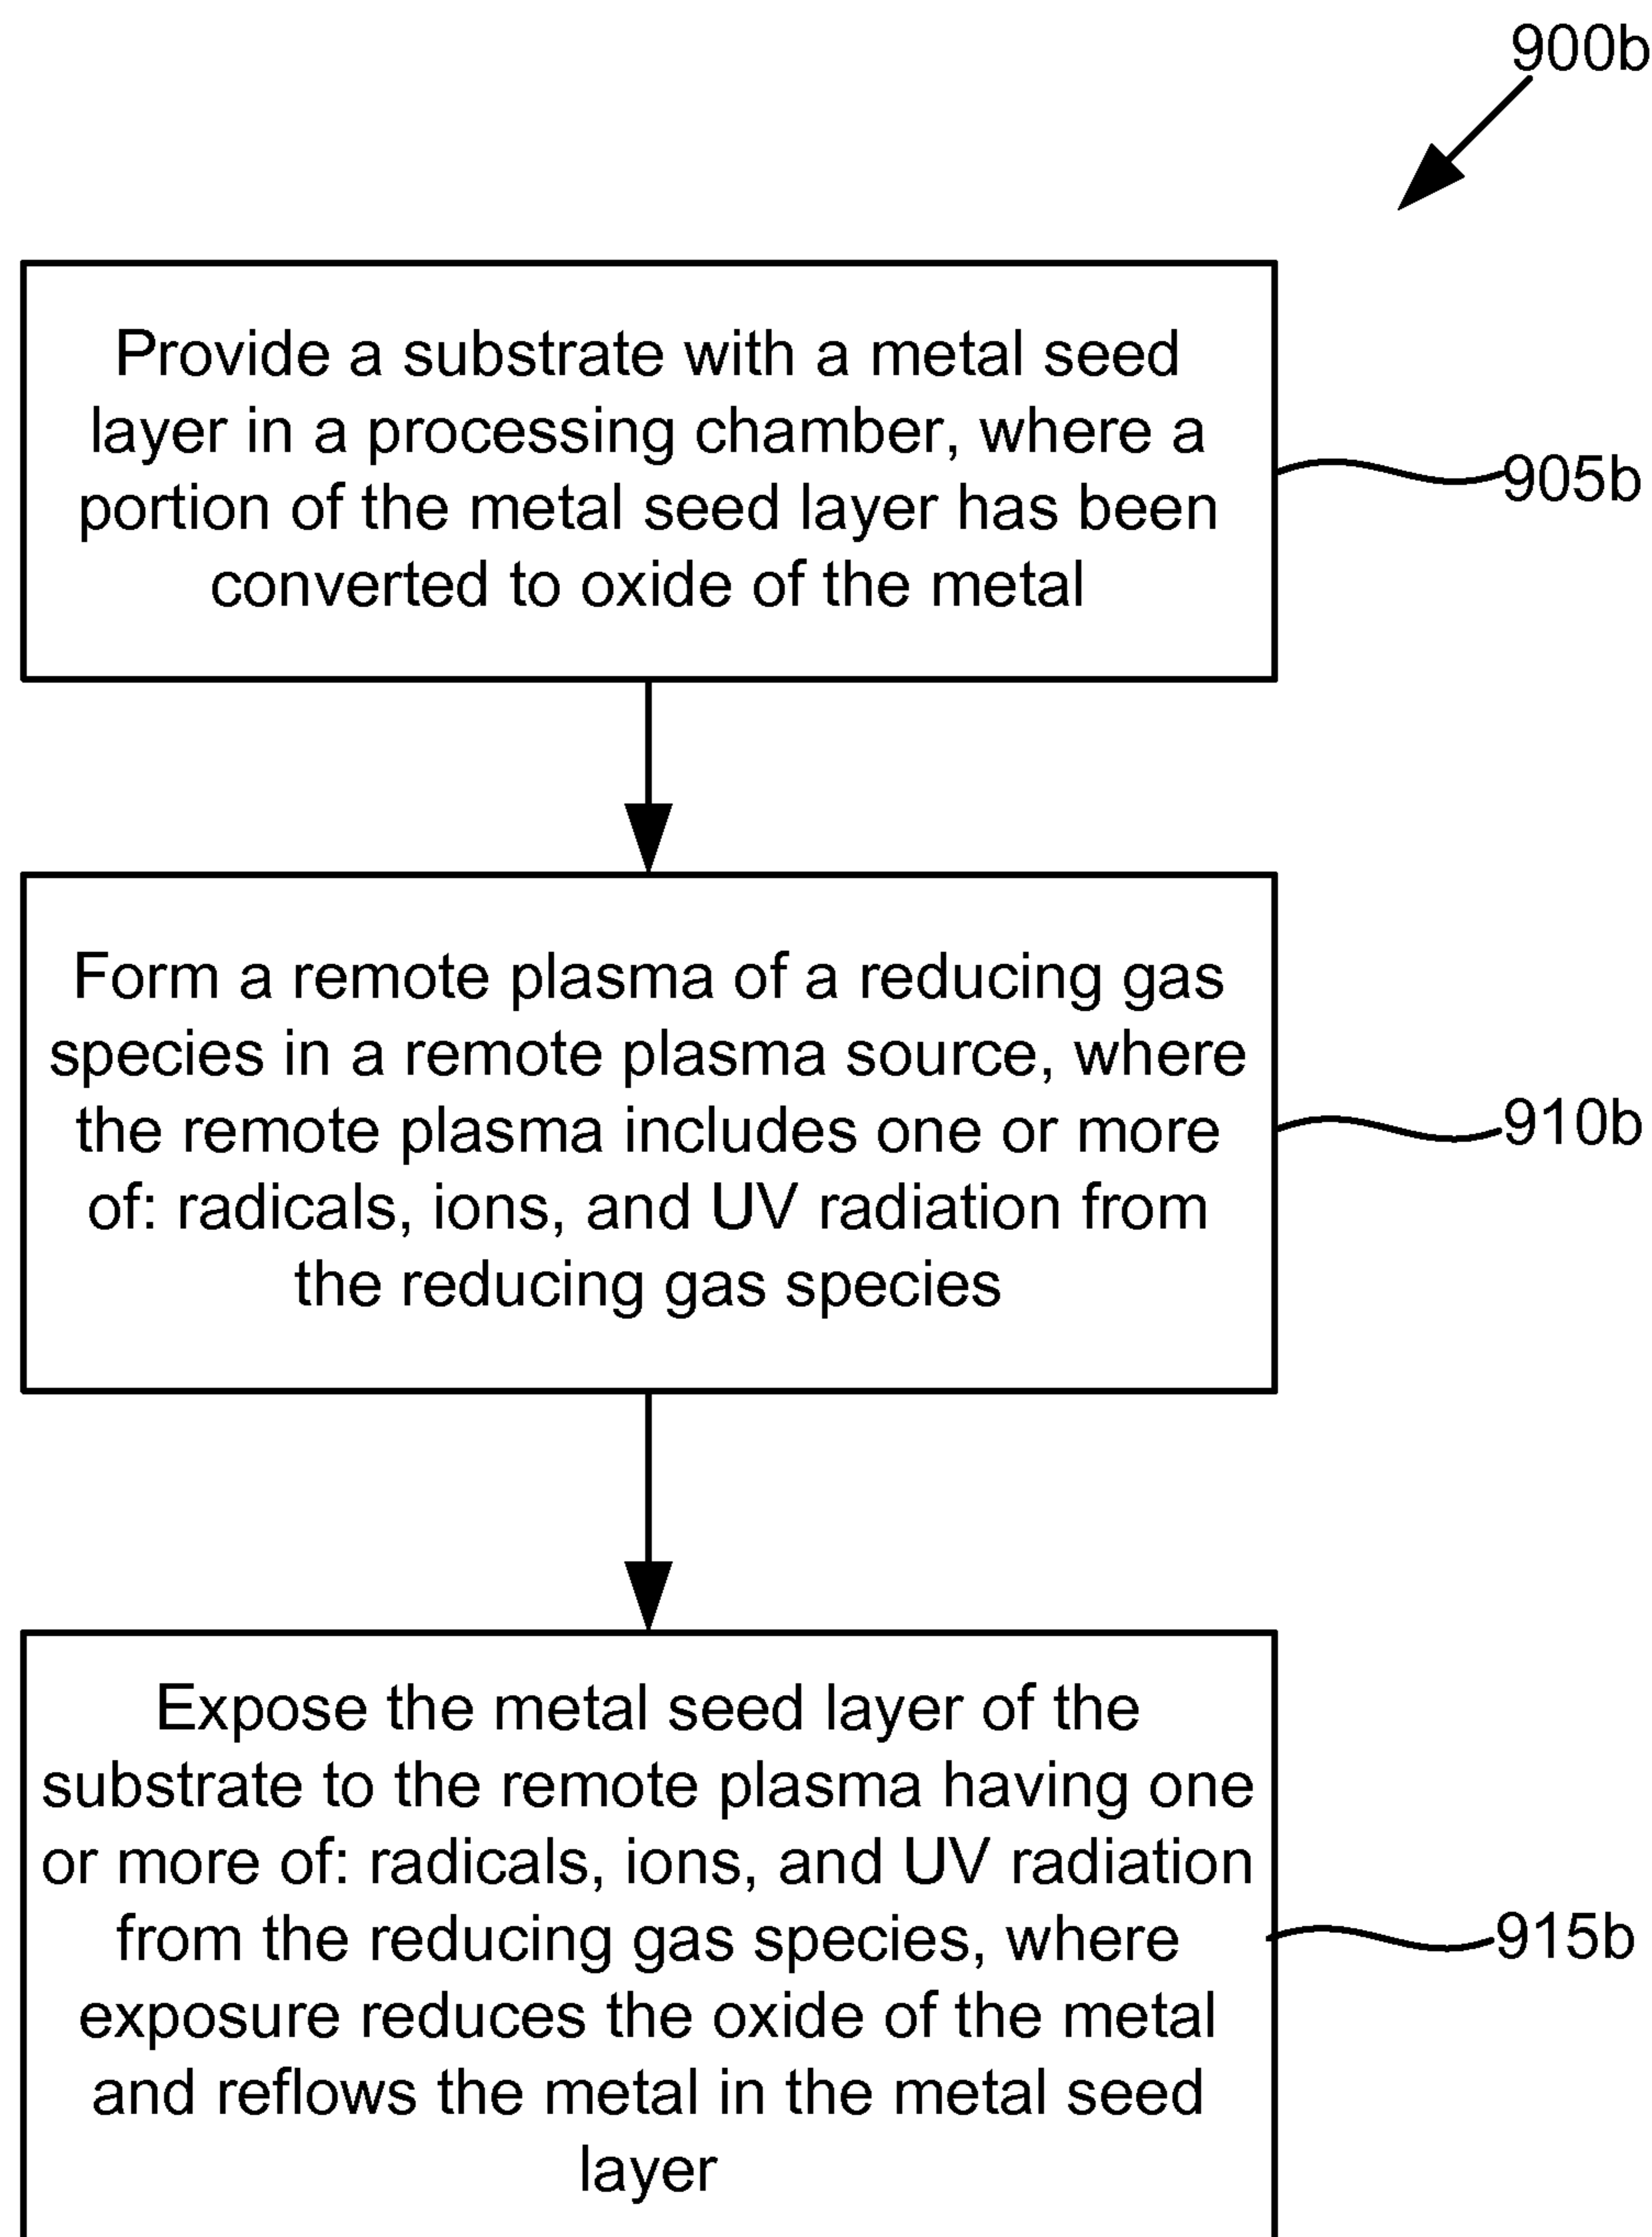 900b
Provide a substrate with a metal seed
layer in a processing chamber, where a
portion of the metal seed layer has been
converted to oxide of the metal
905b
Form a remote plasma of a reducing gas
species in a remote plasma source, where
the remote plasma includes one or more
of: radicals, ions, and UV radiation from
the reducing gas species
910b
Expose the metal seed layer of the
substrate to the remote plasma having one
or more of: radicals, ions, and UV radiation
from the reducing gas species, where
exposure reduces the oxide of the metal
and reflows the metal in the metal seed
layer
915b